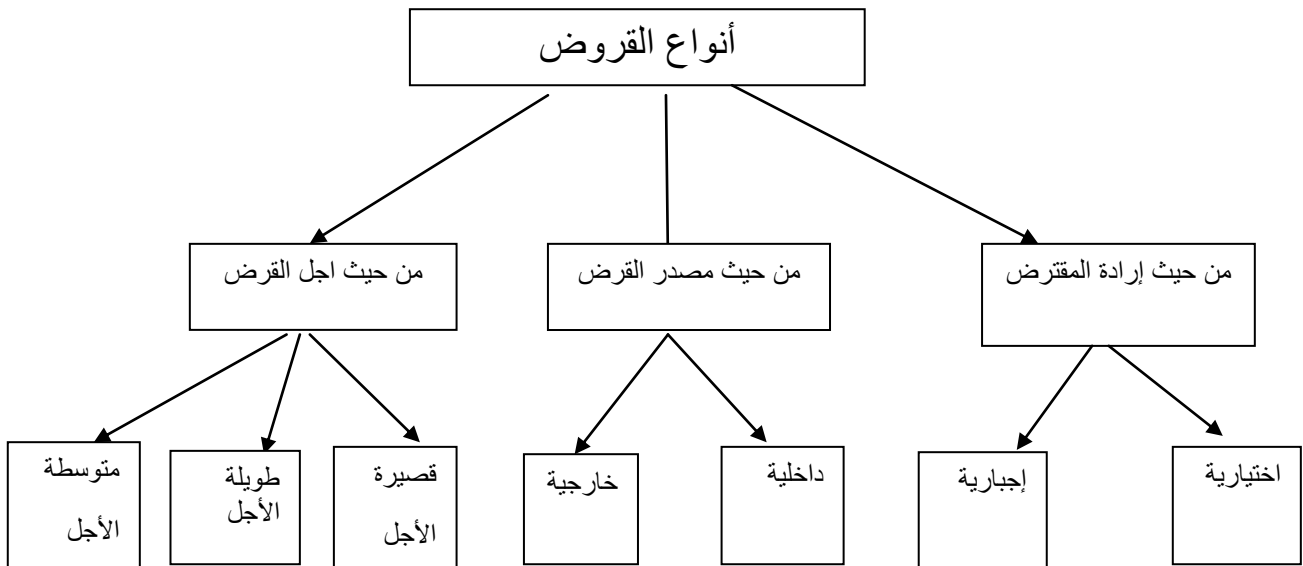 أنواع القروض
من حيث إرادة المقترض
من حيث مصدر القرض
من حيث اجل القرض
اختيارية
إجبارية
داخلية
خارجية
قصيرة
الأجل
طويلة
الأجل
متوسطة
الأجل